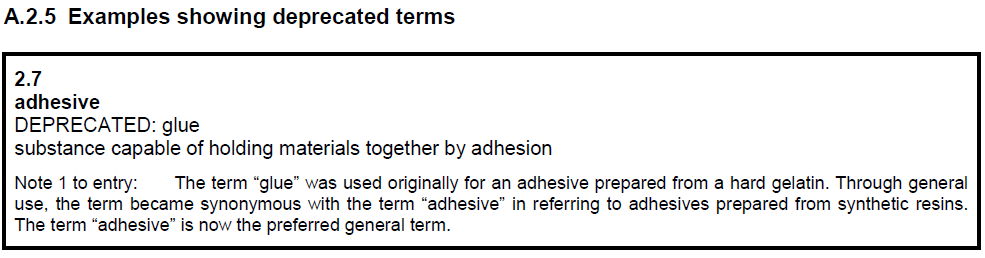 A.2.5 Examples showing deprecated terms
2.7
adhesive
DEPRECATED: glue
substance capable of holding materials together by adhesion
Note 1 to entry: The term “glue” was used originally for an adhesive prepared from a hard gelatin. Through general
use, the term became synonymous with the term “adhesive” in referring to adhesives prepared from synthetic resins.
The term “adhesive” is now the preferred general term.